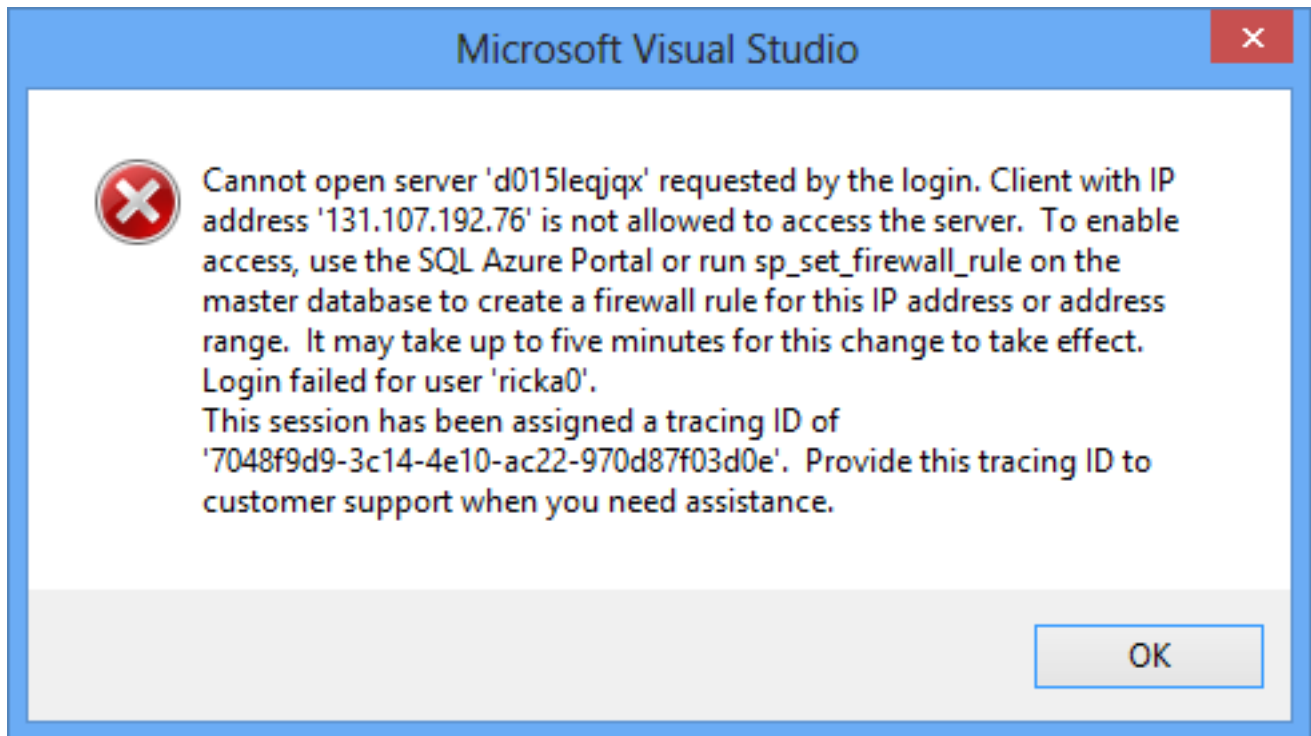 Microsoft Visual Studio
Cannot open server 'd015leqjqx' requested by the login. Client with IP
address '131.107.192.76' is not allowed to access the server.  To enable
access, use the SQL Azure Portal or run sp_set_firewall_rule on the
master database to create a firewall rule for this IP address or address
range.  It may take up to five minutes for this change to take effect.
Login failed for user 'ricka0'.
This session has been assigned a tracing ID of
'7048f9d9-3c14-4e10-ac22-970d87f03d0e'.  Provide this tracing ID to
customer support when you need assistance.
OK